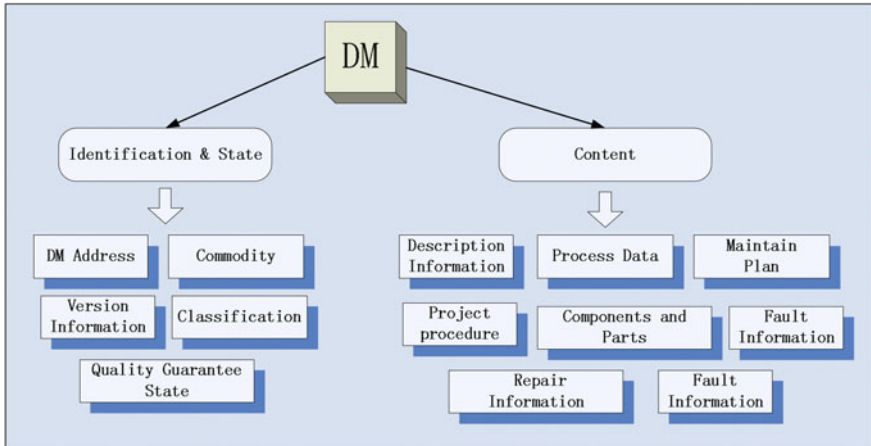 DM
Identification & State
Content
DM Address
Commodity
Version
Information
Classification
Quality Guarantee
State
Description
Information
Process Data
Maintain
Plan
Project
procedure
Components and
Parts
Fault
Information
Repair
Information
Fault
Information